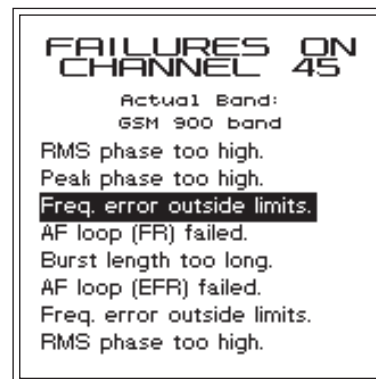 FAILURES ON
CHANNEL 45
Actual Band:
GSM 900 band
RMS phase too high.
Peak phase too high.
Freq. error outside limits.
AF loop (FR) failed.
Burst length too long.
AF loop (EFR) failed.
Freq. error outside limits.
RMS phase too high.